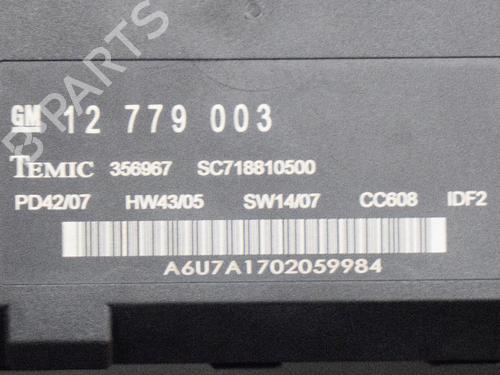 B PARTS
GM 12 779 003
TEMIC 356967 SC718810500
PD42/07 HW43/05 SW14/07 CC608 IDF2
A6U7A1702059984